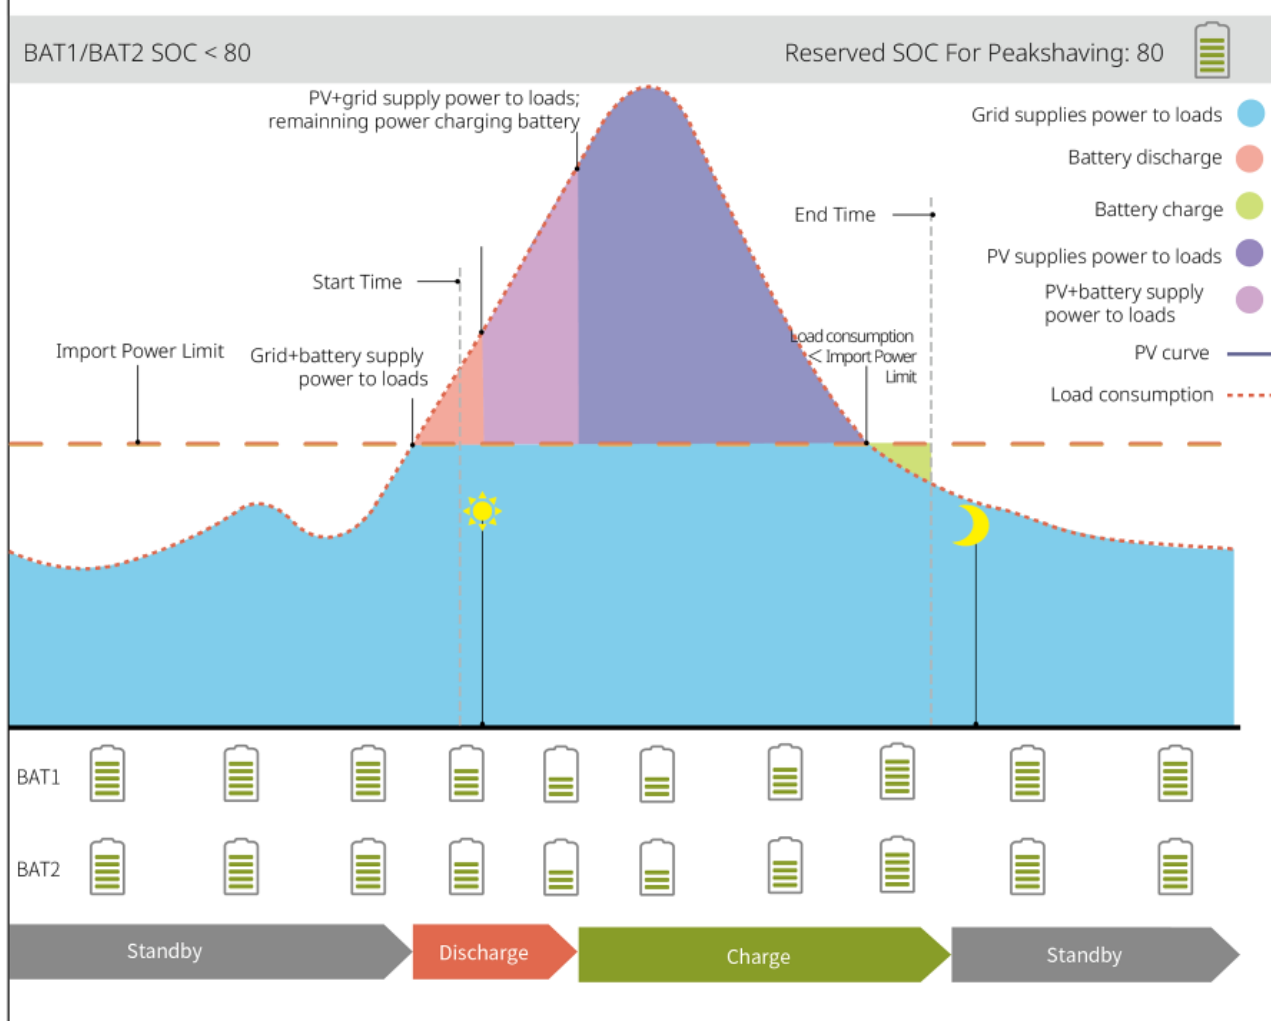 BAT1/BAT2 SOC < 80
Reserved SOC For Peakshaving: 80
PV+grid supply power to loads;
remainning power charging battery
Grid supplies power to loads
Battery discharge
Battery charge
PV supplies power to loads
PV+battery supply
power to loads
PV curve
Load consumption
End Time
Start Time
Import Power Limit
Grid+battery supply
power to loads
Load consumption
< Import Power
Limit
BAT1
BAT2
Standby
Discharge
Charge
Standby